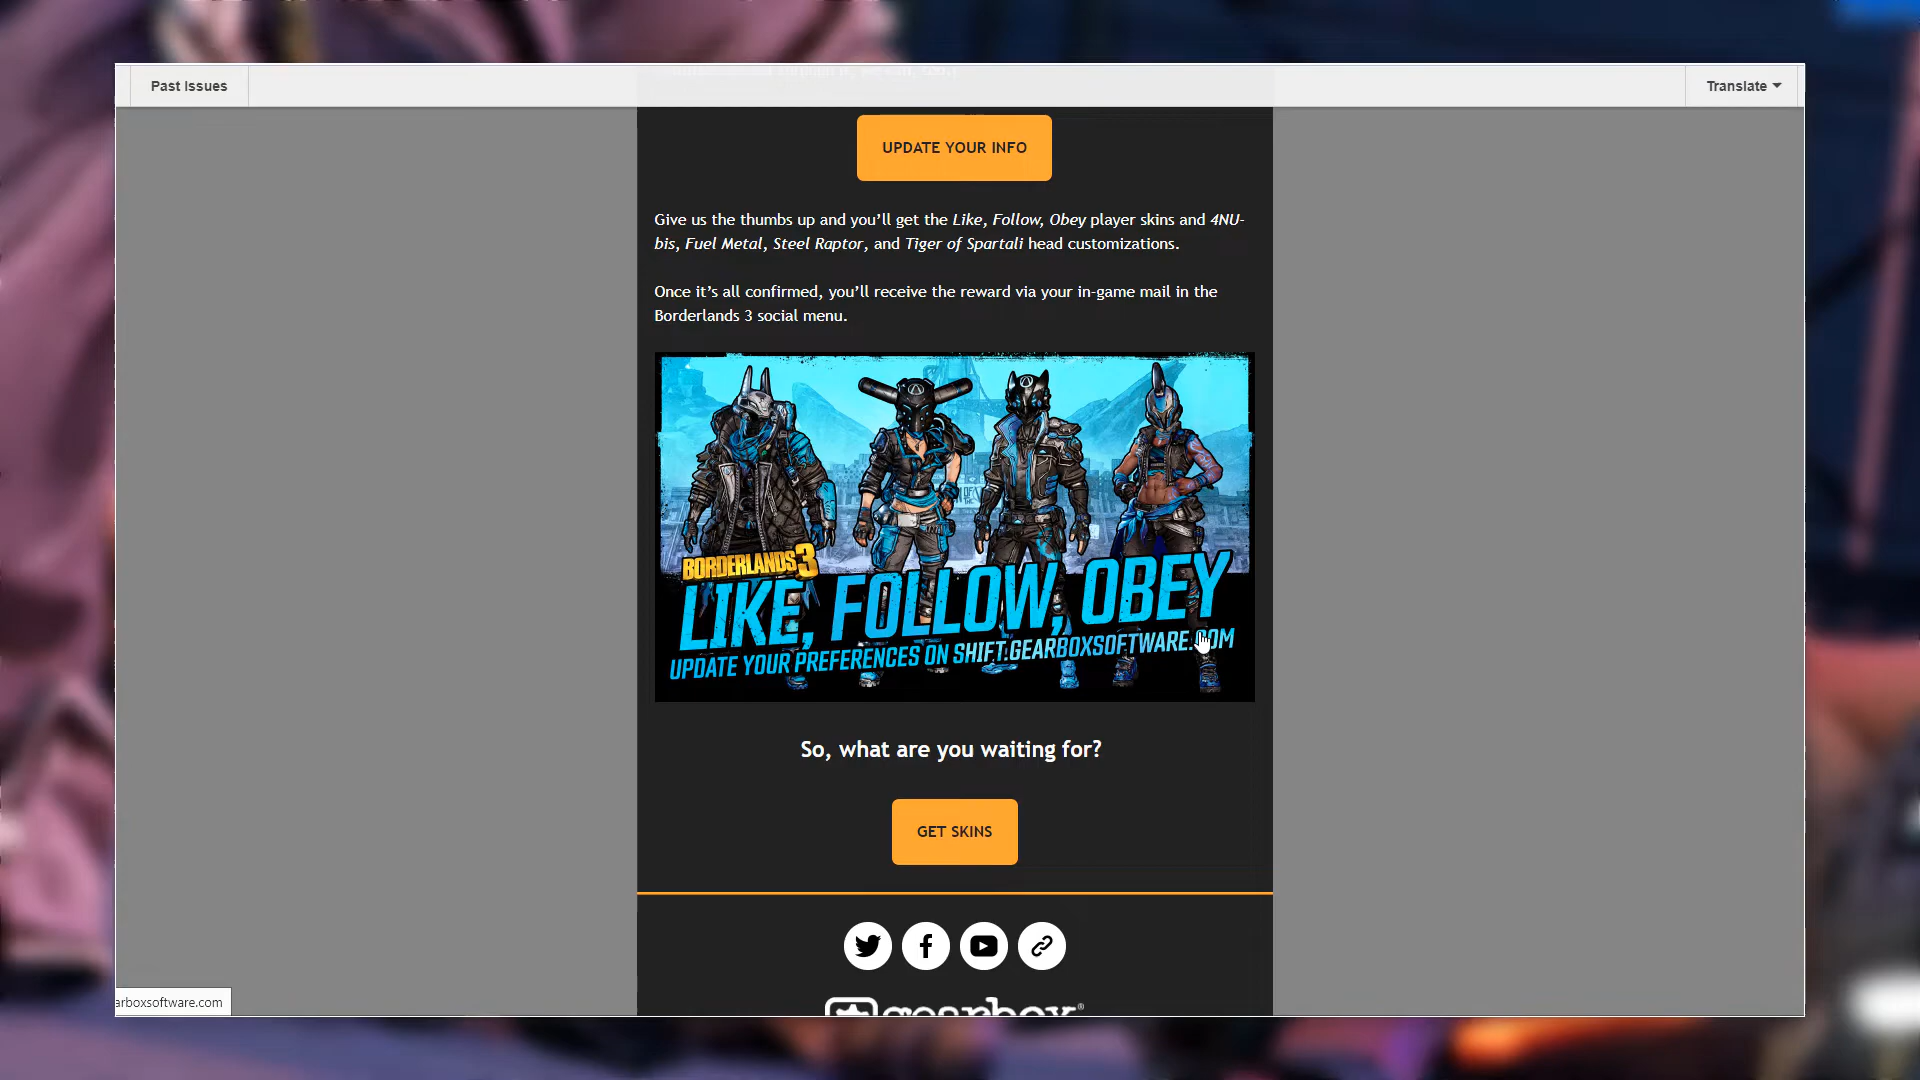 Past Issues
Translate
UPDATE YOUR INFO
Give us the thumbs up and you’ll get the Like, Follow, Obey player skins and 4NU-
bis, Fuel Metal, Steel Raptor, and Tiger of Spartali head customizations.
Once it’s all confirmed, you’ll receive the reward via your in-game mail in the
Borderlands 3 social menu.
BORDERLANDS 3
LIKE, FOLLOW, OBEY
UPDATE YOUR PREFERENCES ON SHIFT.GEARBOXSOFTWARE.COM
So, what are you waiting for?
GET SKINS
arboxsoftware.com
gearbox®